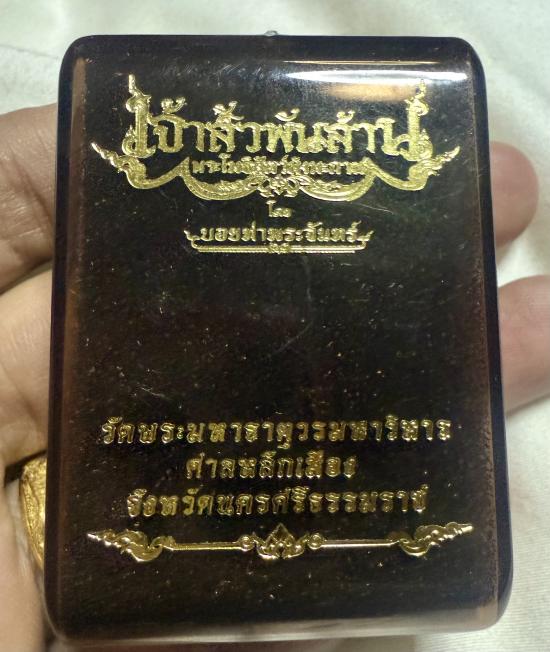 เจ้าสัวพันล้าน
โดย
บอยท่าพระจันทร์
วัดพระมหาธาตุวรมหาวิหาร
ศาลหลักเมือง
จังหวัดนครศรีธรรมราช